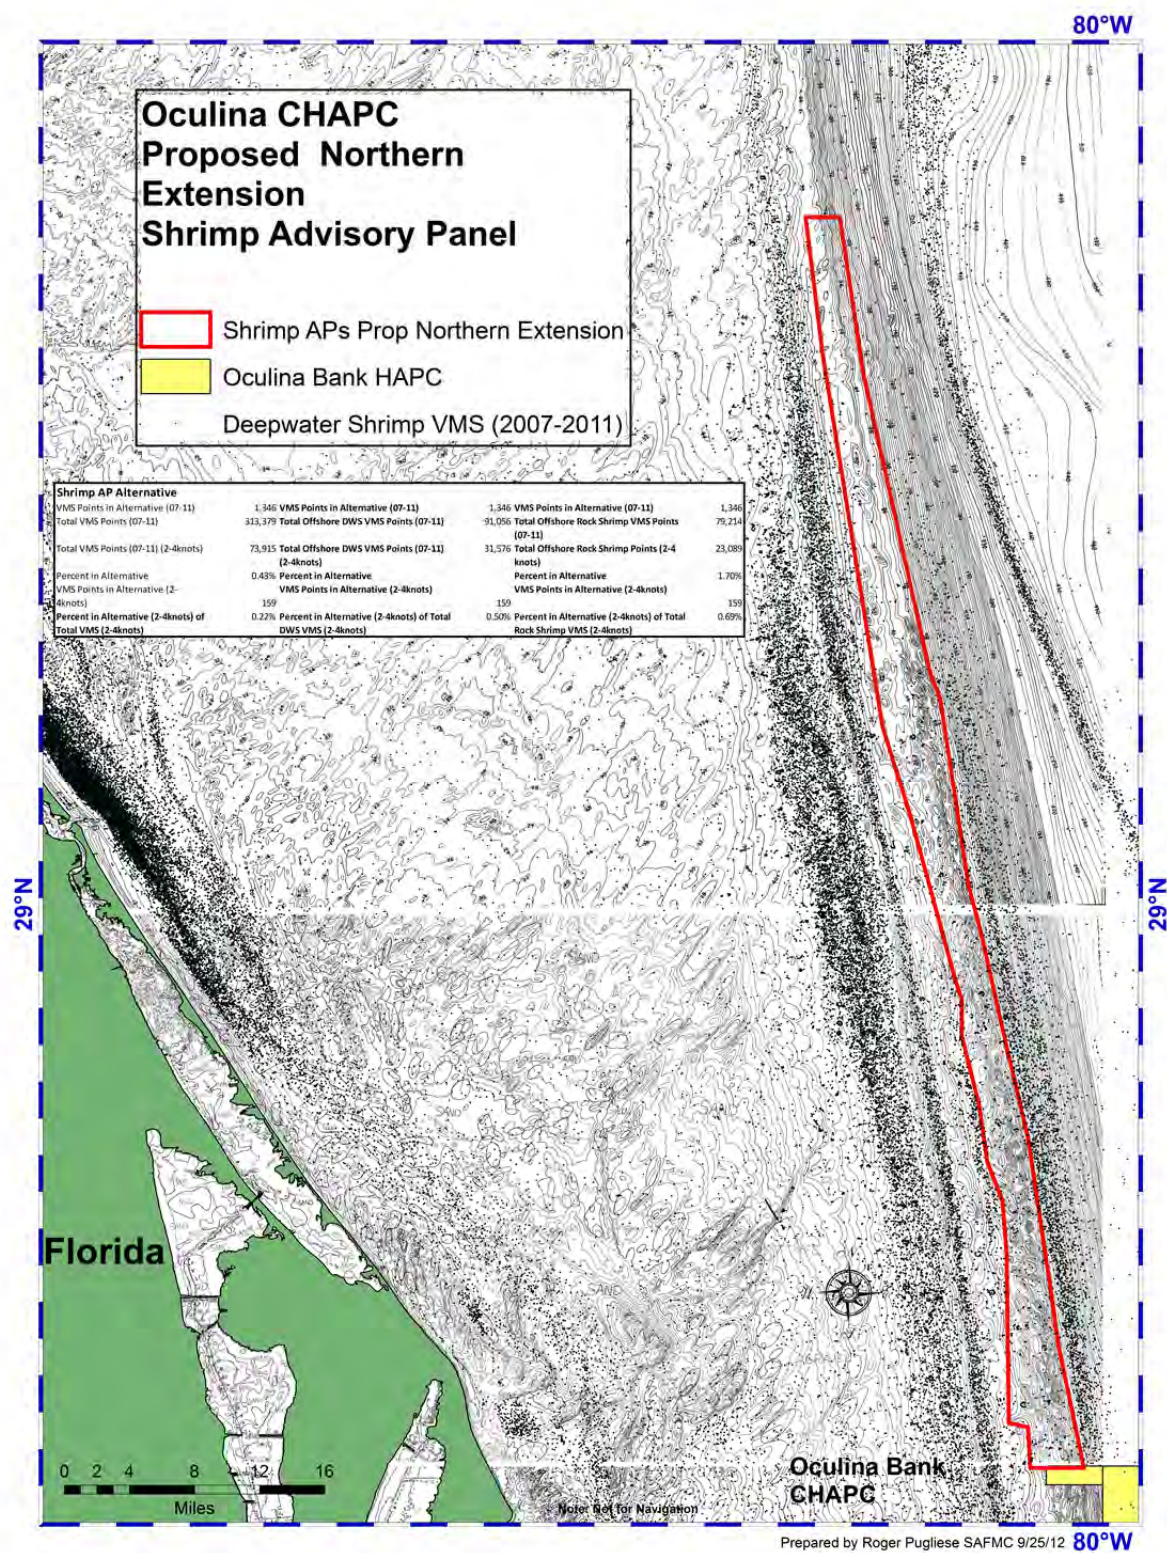 80°W
Oculina CHAPC
Proposed Northern
Extension
Shrimp Advisory Panel
Shrimp APs Prop Northern Extension
Oculina Bank HAPC
Deepwater Shrimp VMS (2007-2011)
Shrimp AP Alternative
VMS Points in Alternative (07-11) 1,346 VMS Points in Alternative (07-11) 1,346 VMS Points in Alternative (07-11) 1,346
Total VMS Points (07-11) 313,379 Total Offshore DWS VMS Points (07-11) 91,056 Total Offshore Rock Shrimp VMS Points 79,214
(07-11)
Total VMS Points (07-11) (2-4knots) 73,915 Total Offshore DWS VMS Points (07-11) 31,576 Total Offshore Rock Shrimp Points (2-4 23,089
(2-4knots) knots)
Percent in Alternative 0.43% Percent in Alternative Percent in Alternative 1.70%
VMS Points in Alternative (2- VMS Points in Alternative (2-4knots) VMS Points in Alternative (2-4knots)
4knots) 159 159 159
Percent in Alternative (2-4knots) of 0.22% Percent in Alternative (2-4knots) of Total 0.50% Percent in Alternative (2-4knots) of Total 0.69%
Total VMS (2-4knots) DWS VMS (2-4knots) Rock Shrimp VMS (2-4knots)
29°N
29°N
SAND
SAND
SAND
Florida
0 2 4 8 12 16
Miles
Oculina Bank
CHAPC
Note: Not for Navigation
Prepared by Roger Pugliese SAFMC 9/25/12
80°W